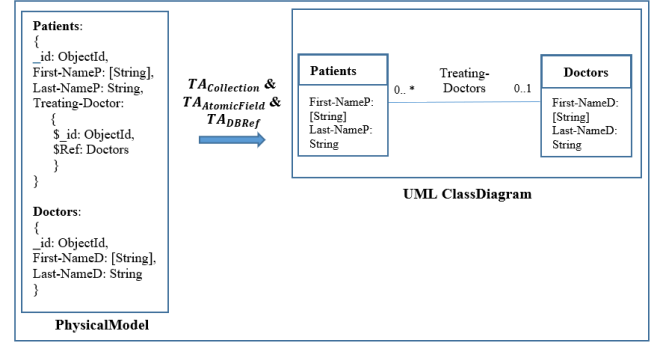 Patients:
{
_id: ObjectId,
First-NameP: [String],
Last-NameP: String,
Treating-Doctor:
{
$_id: ObjectId,
$Ref: Doctors
}
}
Doctors:
{
_id: ObjectId,
First-NameD: [String],
Last-NameD: String
}
PhysicalModel
TACollection &
TAAtomicField &
TADBRef
Patients
First-NameP:
[String]
Last-NameP:
String
0.. *
Treating-
Doctors
0..1
Doctors
First-NameD:
[String]
Last-NameD:
String
UML ClassDiagram